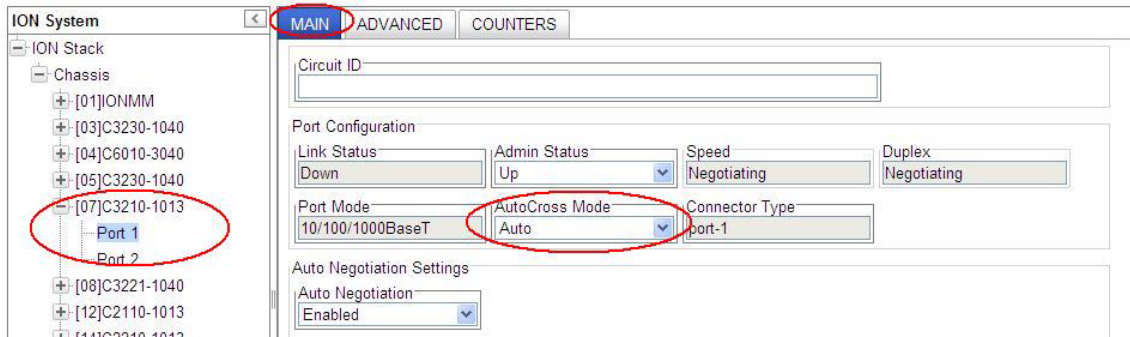 ION System
ION Stack
Chassis
[01]IONMM
[03]C3230-1040
[04]C6010-3040
[05]C3230-1040
[07]C3210-1013
Port 1
Port 2
[08]C3221-1040
[12]C2110-1013
MAIN ADVANCED COUNTERS
Circuit ID
Port Configuration
Link Status Admin Status Speed Duplex
Down Up Negotiating Negotiating
Port Mode AutoCross Mode Connector Type
10/100/1000BaseT Auto port-1
Auto Negotiation Settings
Auto Negotiation
Enabled